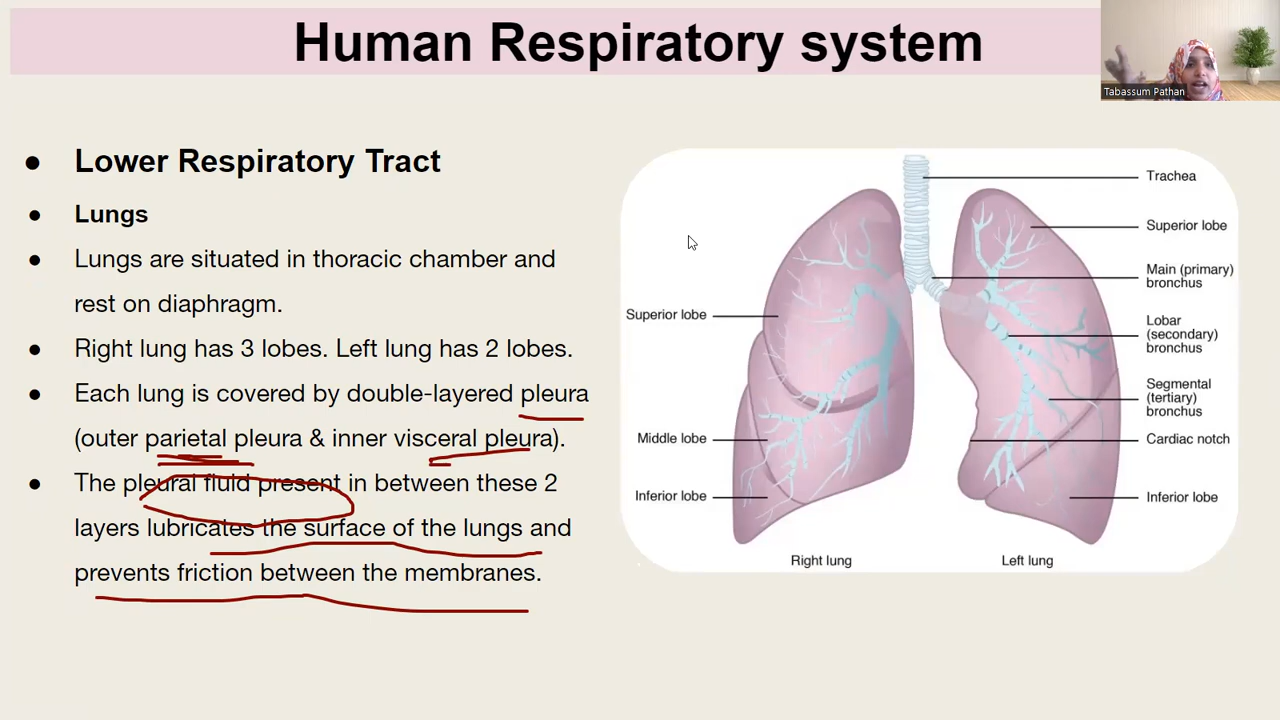 Human Respiratory system
Tabassum Pathan
● Lower Respiratory Tract
● Lungs
● Lungs are situated in thoracic chamber and
rest on diaphragm.
● Right lung has 3 lobes. Left lung has 2 lobes.
● Each lung is covered by double-layered pleura
(outer parietal pleura & inner visceral pleura).
● The pleural fluid present in between these 2
layers lubricates the surface of the lungs and
prevents friction between the membranes.
Trachea
Superior lobe
Main (primary)
bronchus
Superior lobe
Lobar
(secondary)
bronchus
Segmental
(tertiary)
bronchus
Middle lobe
Cardiac notch
Inferior lobe
Inferior lobe
Right lung
Left lung